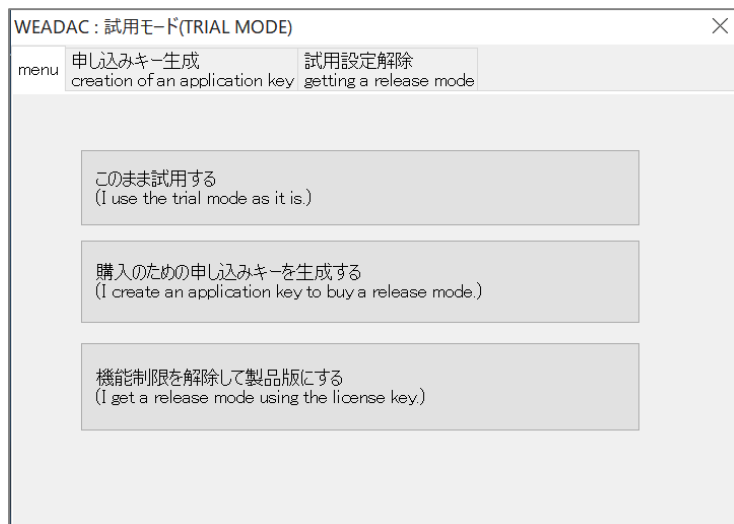 WEADAC : 試用モード(TRIAL MODE)
menu
申し込みキー生成
creation of an application key
試用設定解除
getting a release mode
このまま試用する
(I use the trial mode as it is.)
購入のための申し込みキーを生成する
(I create an application key to buy a release mode.)
機能制限を解除して製品版にする
(I get a release mode using the license key.)